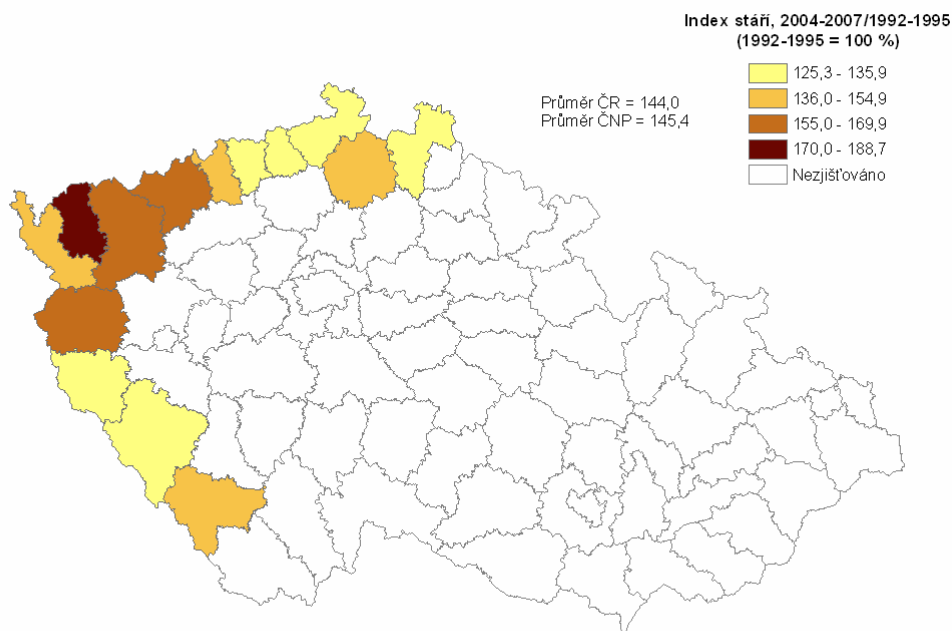 Index stáří, 2004-2007/1992-1995
(1992-1995 = 100 %)
125,3 - 135,9
136,0 - 154,9
155,0 - 169,9
170,0 - 188,7
Nezjišťováno
Průměr ČR = 144,0
Průměr ČNP = 145,4